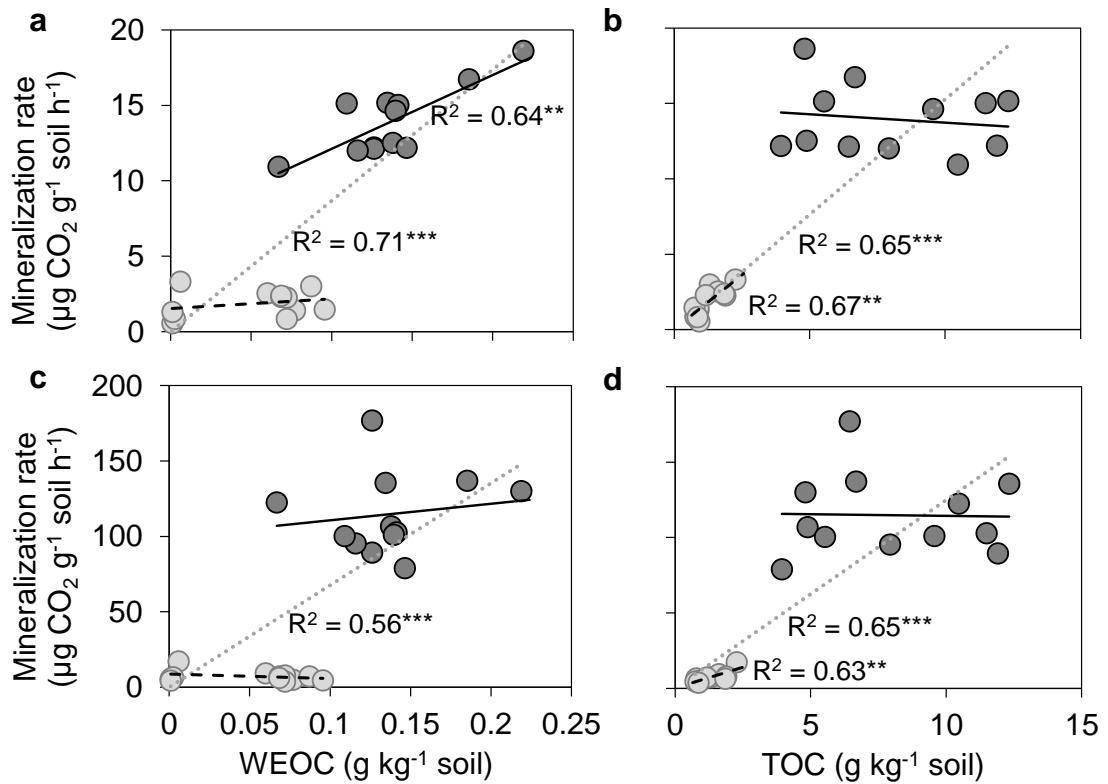 a
b
Mineralization rate
(µg CO₂ g⁻¹ soil h⁻¹)
20
15
10
5
0
R² = 0.64**
R² = 0.71***
R² = 0.65***
R² = 0.67**
c
d
Mineralization rate
(µg CO₂ g⁻¹ soil h⁻¹)
200
150
100
50
0
R² = 0.56***
R² = 0.65***
R² = 0.63**
0 0.05 0.1 0.15 0.2 0.25
0 5 10 15
WEOC (g kg⁻¹ soil)
TOC (g kg⁻¹ soil)